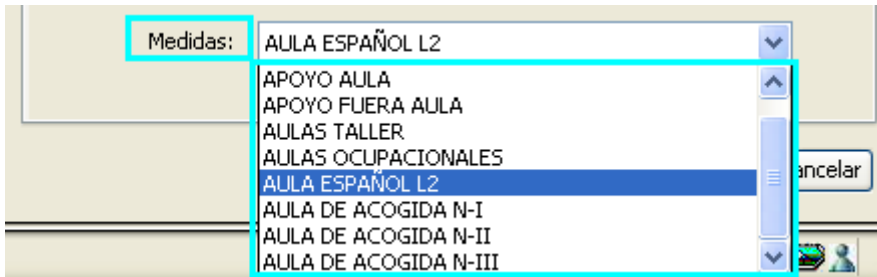 Medidas: AULA ESPAÑOL L2
APOYO AULA
APOYO FUERA AULA
AULAS TALLER
AULAS OCUPACIONALES
AULA ESPAÑOL L2
ancelar
AULA DE ACOGIDA N-I
AULA DE ACOGIDA N-II
AULA DE ACOGIDA N-III